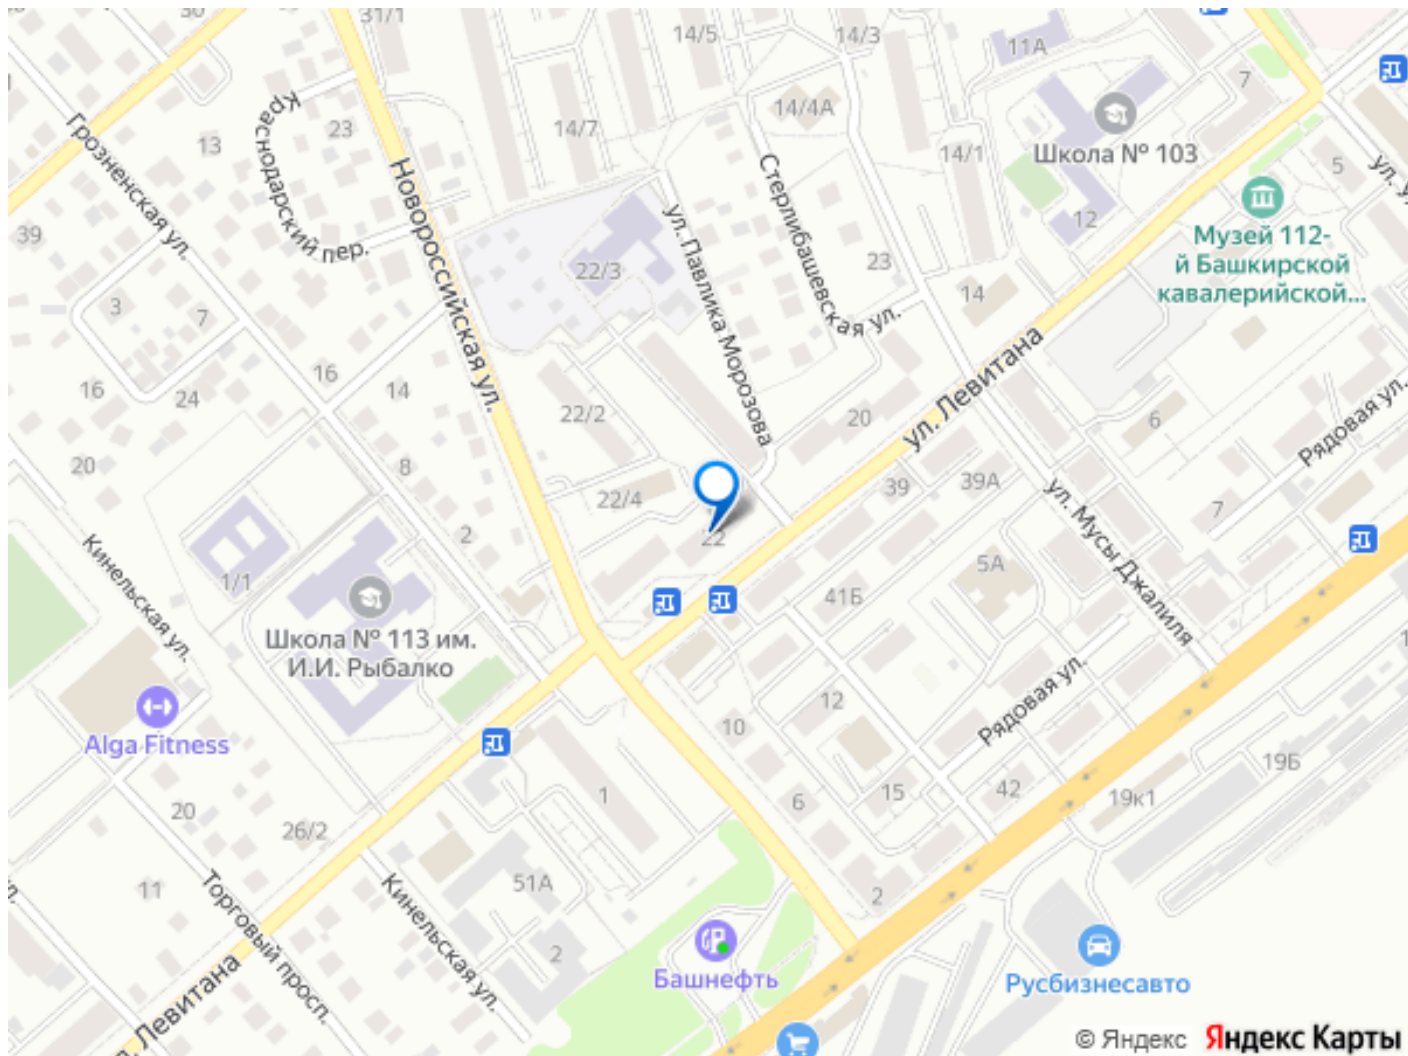 30
31/1
14/5
14/3
11А
7
Краснодарский пер.
23
13
Грозненская ул.
14/7
14/4А
14/1
Школа № 103
5
12
39
Новороссийская ул.
ул. Павлика Морозова
Стерлибашевская ул.
22/3
23
14
Музей 112-
й Башкирской
кавалерийской...
3
7
16
14
16
24
22/2
20
ул. Левитана
6
Рядовая ул.
20
8
22/4
39
39А
ул. Мусы Джалиля
7
22
2
1/1
Кинельская ул.
5А
41Б
Школа № 113 им.
И.И. Рыбалко
Alga Fitness
12
10
Рядовая ул.
19Б
42
19к1
15
6
1
20
26/2
11
Торговый просп.
51А
Кинельская ул.
2
2
Башнефть
Русбизнесавто
л. Левитана
© Яндекс Яндекс Карты